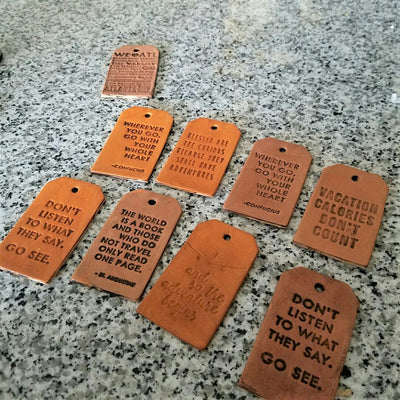 WE ♥ ATL
ATLANTA
WHEREVER
YOU GO,
GO WITH
YOUR
WHOLE
HEART
-CONFUCIUS
BLESSED ARE
THE CURIOUS
BECAUSE THEY
SHALL HAVE
ADVENTURES
WHEREVER
YOU GO,
GO WITH
YOUR
WHOLE
HEART
-CONFUCIUS
VACATION
CALORIES
DON'T
COUNT
DON'T
LISTEN
TO WHAT
THEY SAY.
GO SEE.
THE WORLD
IS A BOOK
AND THOSE
WHO DO
NOT TRAVEL
ONLY READ
ONE PAGE.
- ST. AUGUSTINE
and
so the
adventure
begins
DON'T
LISTEN
TO WHAT
THEY SAY.
GO SEE.